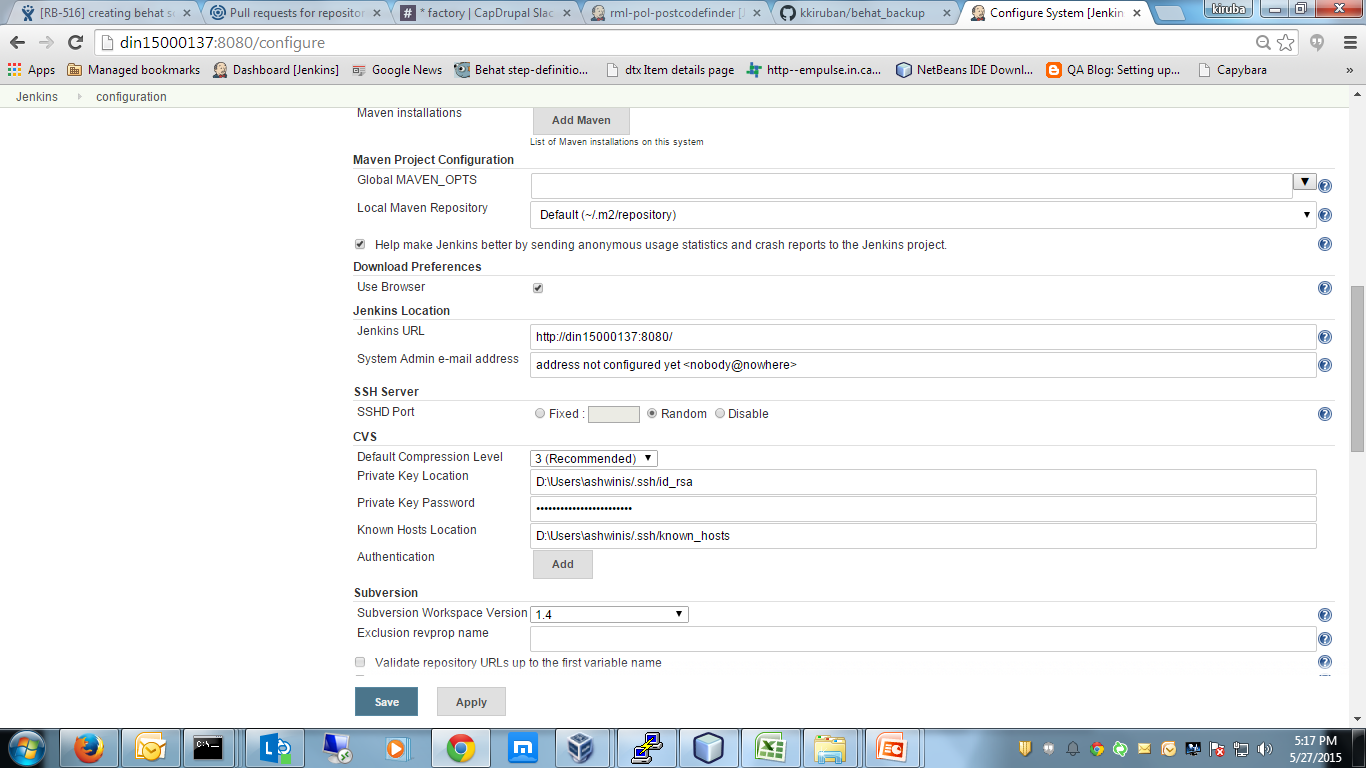 [RB-516] creating behat s
Pull requests for repositor
* factory | CapDrupal Slac
rml-pol-postcodefinder [J
kkiruban/behat_backup
Configure System [Jenkin
kiruba
din15000137:8080/configure
Apps
Managed bookmarks
Dashboard [Jenkins]
Google News
Behat step-definitio...
dtx Item details page
http--empulse.in.ca...
NetBeans IDE Downl...
QA Blog: Setting up...
Capybara
»
Jenkins
configuration
Maven installations
Add Maven
List of Maven installations on this system
Maven Project Configuration
Global MAVEN_OPTS
Local Maven Repository
Default (~/.m2/repository)
Help make Jenkins better by sending anonymous usage statistics and crash reports to the Jenkins project.
Download Preferences
Use Browser
Jenkins Location
Jenkins URL
http://din15000137:8080/
System Admin e-mail address
address not configured yet <nobody@nowhere>
SSH Server
SSHD Port
Fixed :
Random
Disable
CVS
Default Compression Level
3 (Recommended)
Private Key Location
D:\Users\ashwinis/.ssh/id_rsa
Private Key Password
••••••••••••••••••••••••
Known Hosts Location
D:\Users\ashwinis/.ssh/known_hosts
Authentication
Add
Subversion
Subversion Workspace Version
1.4
Exclusion revprop name
Validate repository URLs up to the first variable name
Save
Apply
5:17 PM
5/27/2015